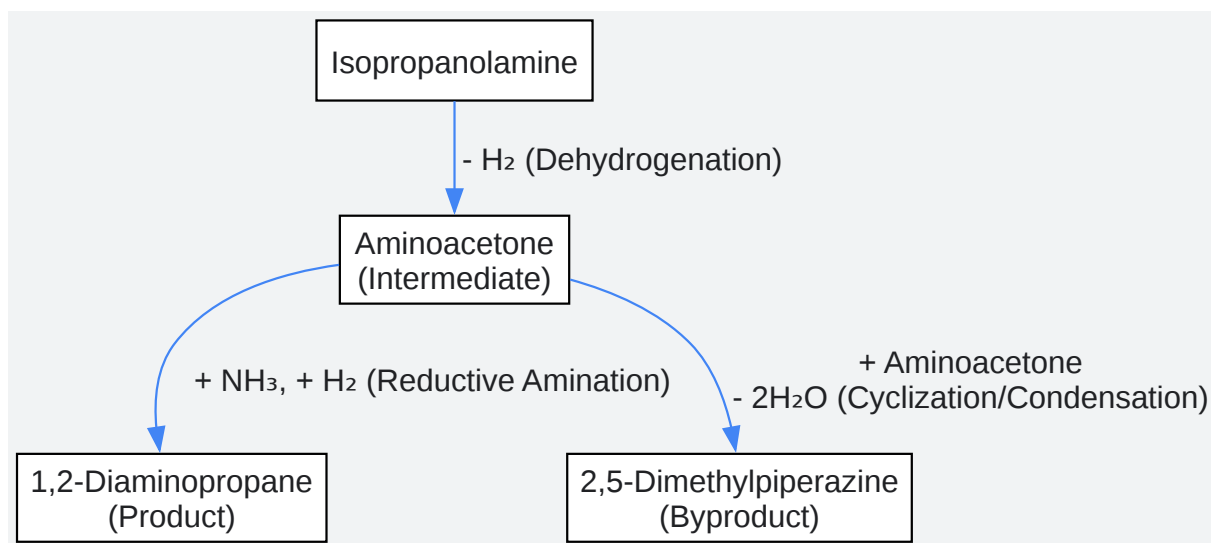 Isopropanolamine
- H₂ (Dehydrogenation)
Aminoacetone
(Intermediate)
+ NH₃, + H₂ (Reductive Amination)
+ Aminoacetone
- 2H₂O (Cyclization/Condensation)
1,2-Diaminopropane
(Product)
2,5-Dimethylpiperazine
(Byproduct)